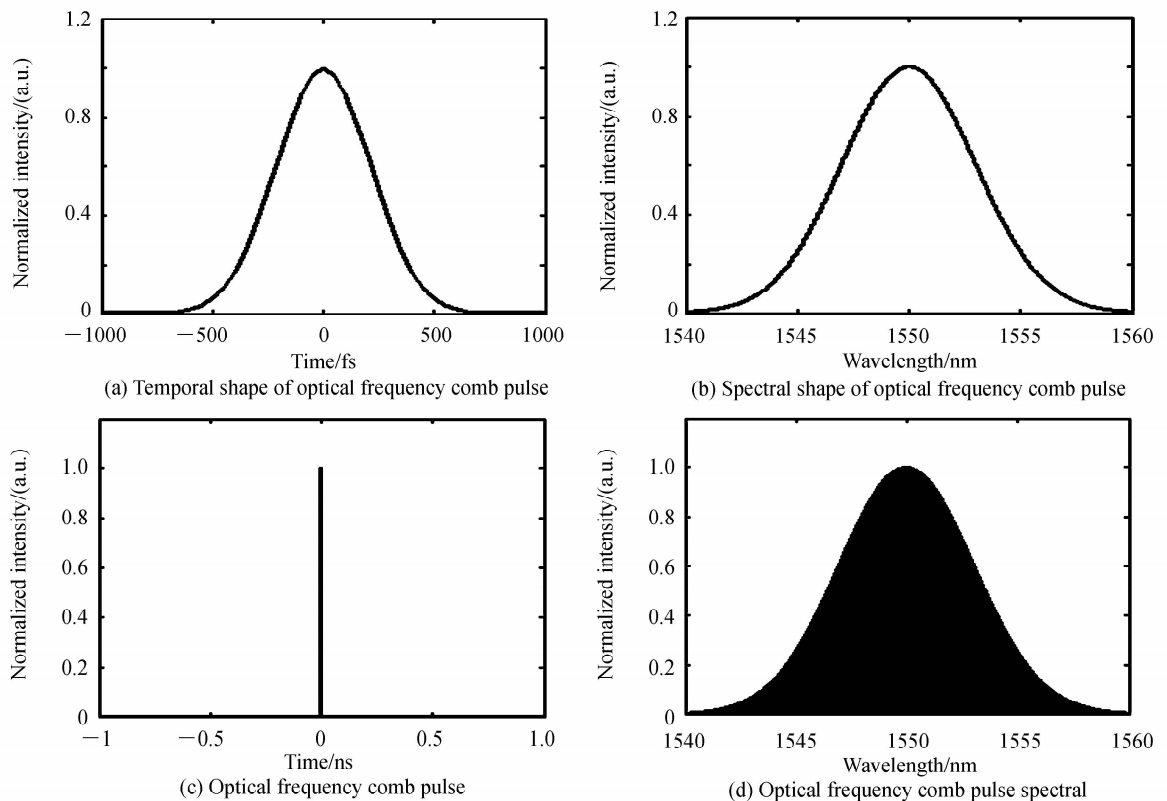 1.2
0.8
0.4
0
Normalized intensity/(a.u.)
−1000 −500 0 500 1000
Time/fs
(a) Temporal shape of optical frequency comb pulse
1.2
0.8
0.4
0
Normalized intensity/(a.u.)
1540 1545 1550 1555 1560
Wavelength/nm
(b) Spectral shape of optical frequency comb pulse
1.0
0.8
0.6
0.4
0.2
0
Normalized intensity/(a.u.)
−1 −0.5 0 0.5 1.0
Time/ns
(c) Optical frequency comb pulse
1.0
0.8
0.6
0.4
0.2
0
Normalized intensity/(a.u.)
1540 1545 1550 1555 1560
Wavelength/nm
(d) Optical frequency comb pulse spectral